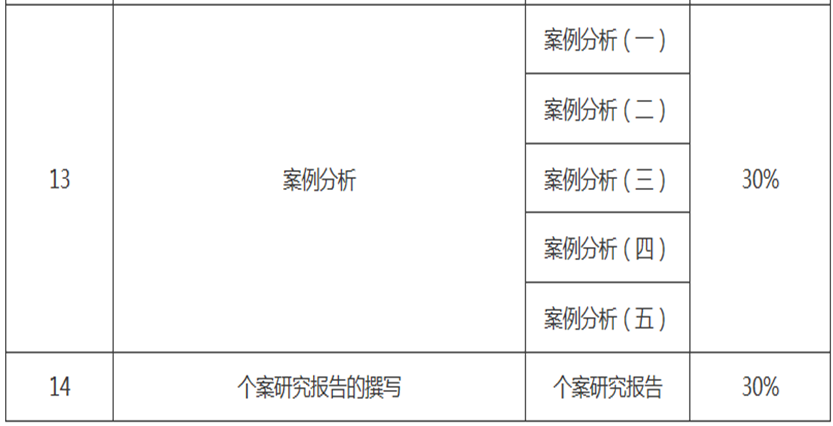 案例分析（一）
案例分析（二）
13 案例分析 案例分析（三） 30%
案例分析（四）
案例分析（五）
14 个案研究报告的撰写 个案研究报告 30%